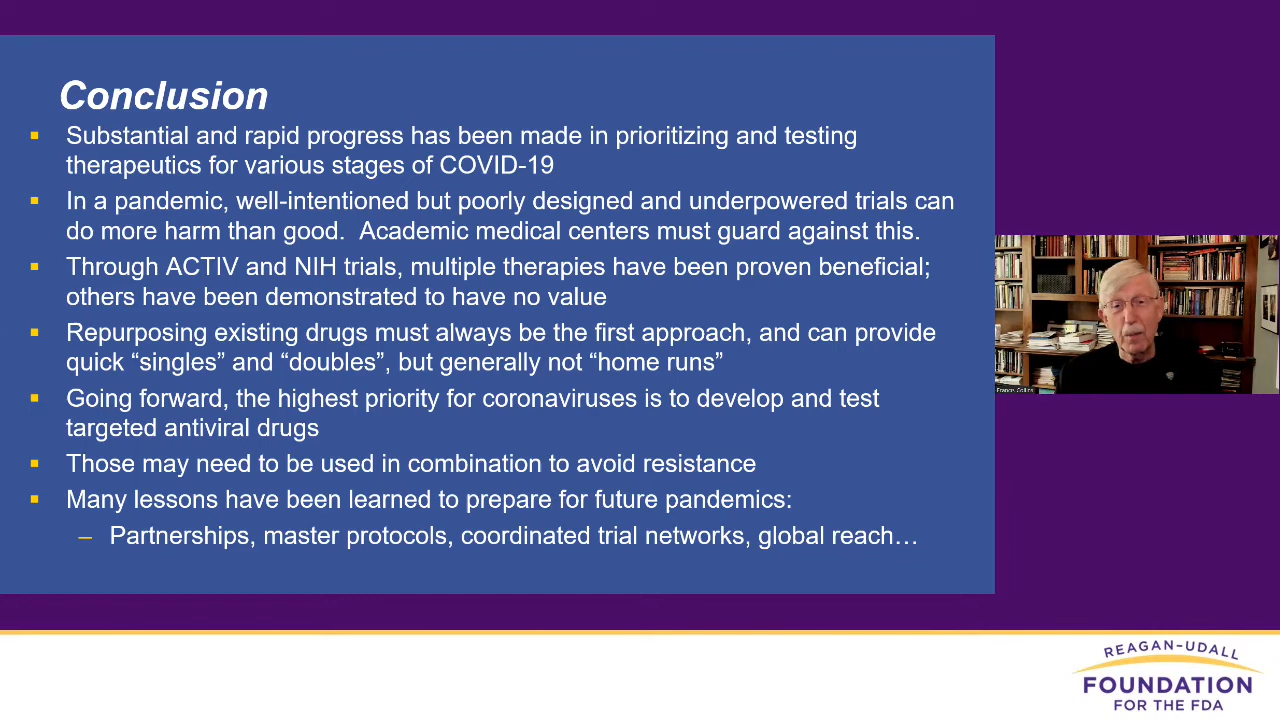 Conclusion
▪ Substantial and rapid progress has been made in prioritizing and testing
therapeutics for various stages of COVID-19
▪ In a pandemic, well-intentioned but poorly designed and underpowered trials can
do more harm than good.  Academic medical centers must guard against this.
▪ Through ACTIV and NIH trials, multiple therapies have been proven beneficial;
others have been demonstrated to have no value
▪ Repurposing existing drugs must always be the first approach, and can provide
quick “singles” and “doubles”, but generally not “home runs”
▪ Going forward, the highest priority for coronaviruses is to develop and test
targeted antiviral drugs
▪ Those may need to be used in combination to avoid resistance
▪ Many lessons have been learned to prepare for future pandemics:
– Partnerships, master protocols, coordinated trial networks, global reach…
Francis Collins
REAGAN-UDALL
FOUNDATION
FOR THE FDA